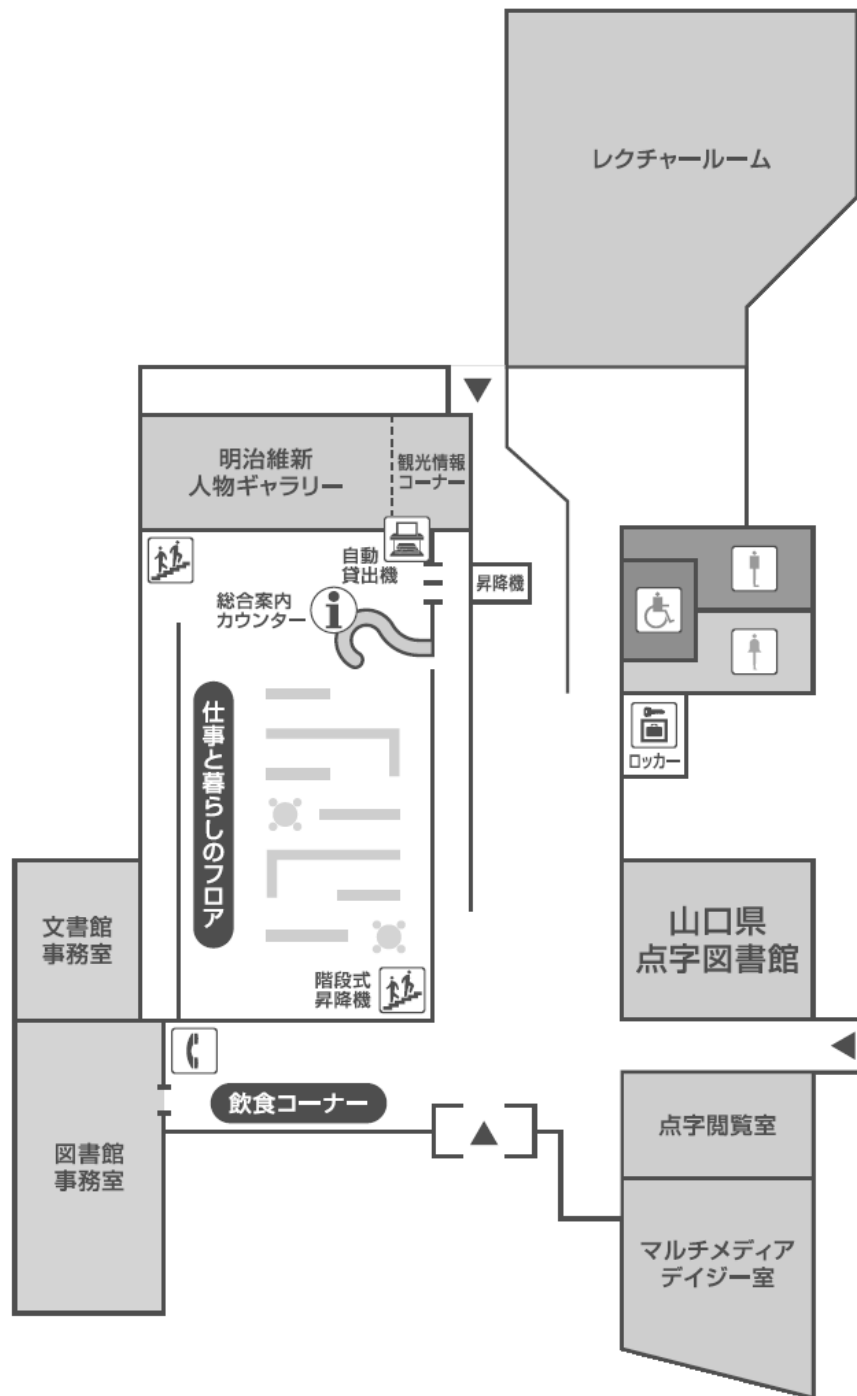 レクチャールーム
明治維新
人物ギャラリー
観光情報
コーナー
自動
貸出機
昇降機
総合案内
カウンター
ロッカー
仕事と暮らしのフロア
文書館
事務室
山口県
点字図書館
階段式
昇降機
飲食コーナー
点字閲覧室
図書館
事務室
マルチメディア
デイジー室